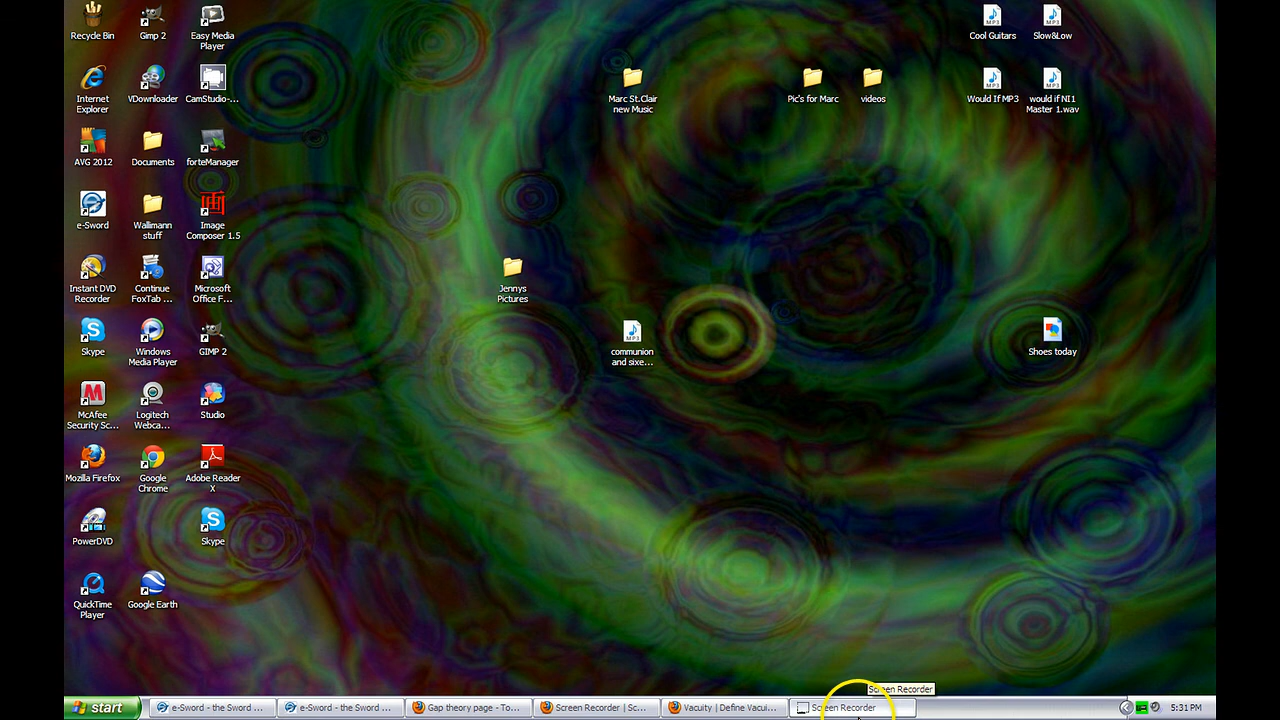 Recycle Bin
Gimp 2
Easy Media
Player
Cool Guitars
Slow&Low
Internet
Explorer
VDownloader
CamStudio-...
Marc St.Clair
new Music
Pic's for Marc
videos
Would If MP3
would if NI1
Master 1.wav
AVG 2012
Documents
forteManager
e-Sword
Wallmann
stuff
Image
Composer 1.5
Instant DVD
Recorder
Continue
FoxTab ...
Microsoft
Office F...
Jennys
Pictures
Skype
Windows
Media Player
GIMP 2
communion
and sixe...
Shoes today
McAfee
Security Sc...
Logitech
Webca...
Studio
Mozilla Firefox
Google
Chrome
Adobe Reader
X
PowerDVD
Skype
QuickTime
Player
Google Earth
Screen Recorder
start
e-Sword - the Sword ...
e-Sword - the Sword ...
Gap theory page - To...
Screen Recorder | Sc...
Vacuity | Define Vacui...
Screen Recorder
5:31 PM